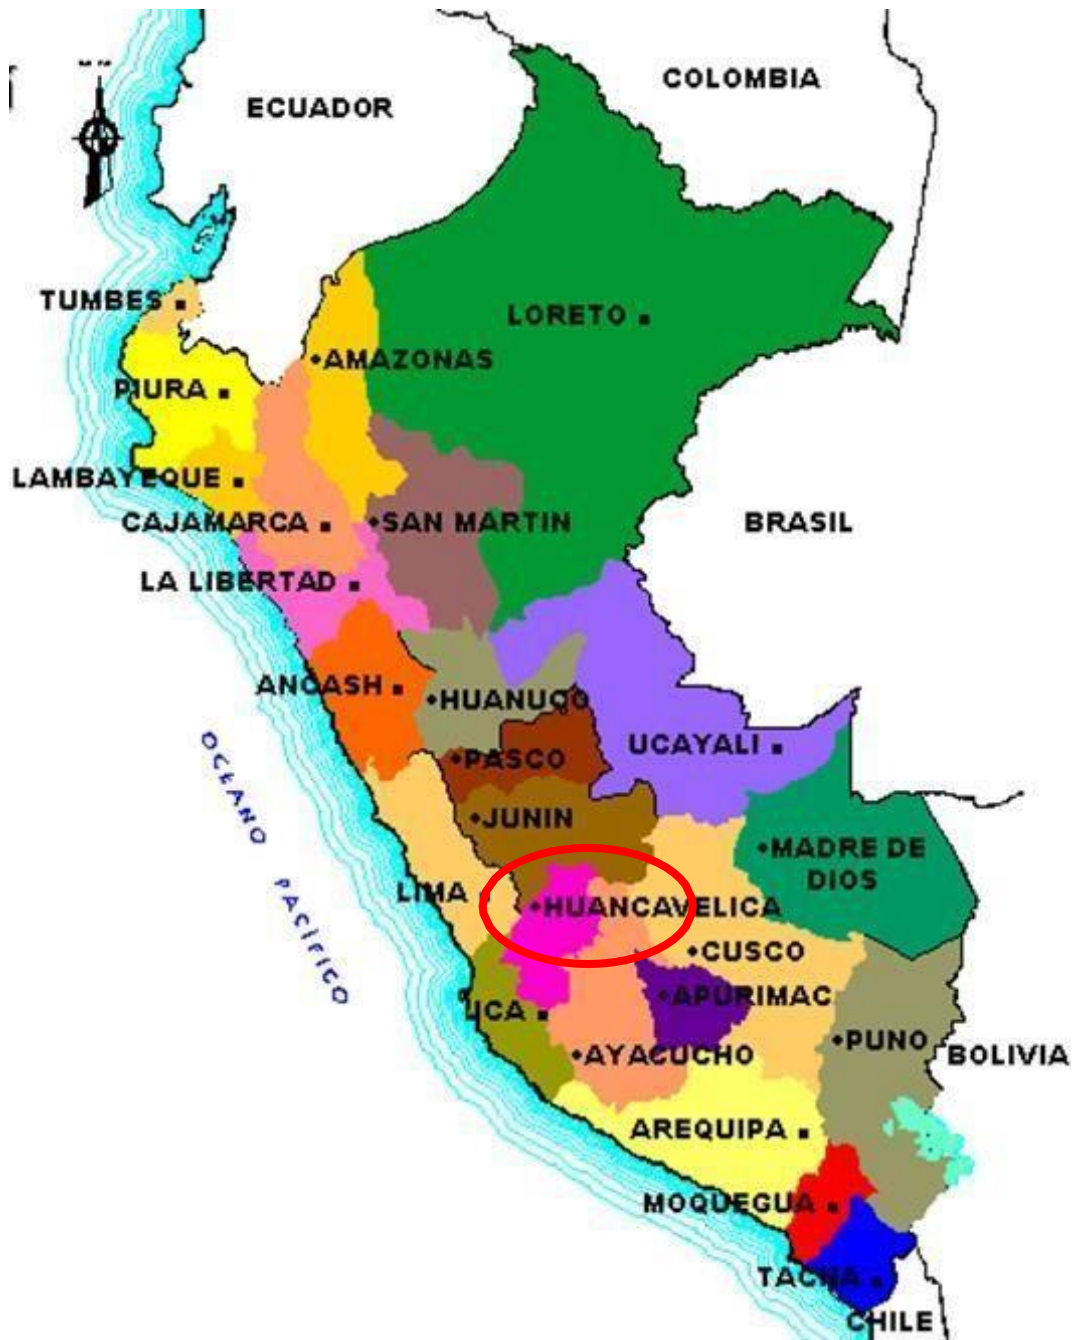 COLOMBIA
ECUADOR
TUMBES
LORETO
AMAZONAS
PIURA
LAMBAYEQUE
CAJAMARCA
SAN MARTIN
BRASIL
LA LIBERTAD
ANCASH
HUANUCO
UCAYALI
PASCO
OCEANO PACÍFICO
JUNIN
MADRE DE
DIOS
LIMA
HUANCAVELICA
CUSCO
APURIMAC
ICA
PUNO
AYACUCHO
BOLIVIA
AREQUIPA
MOQUEGUA
TACNA
CHILE